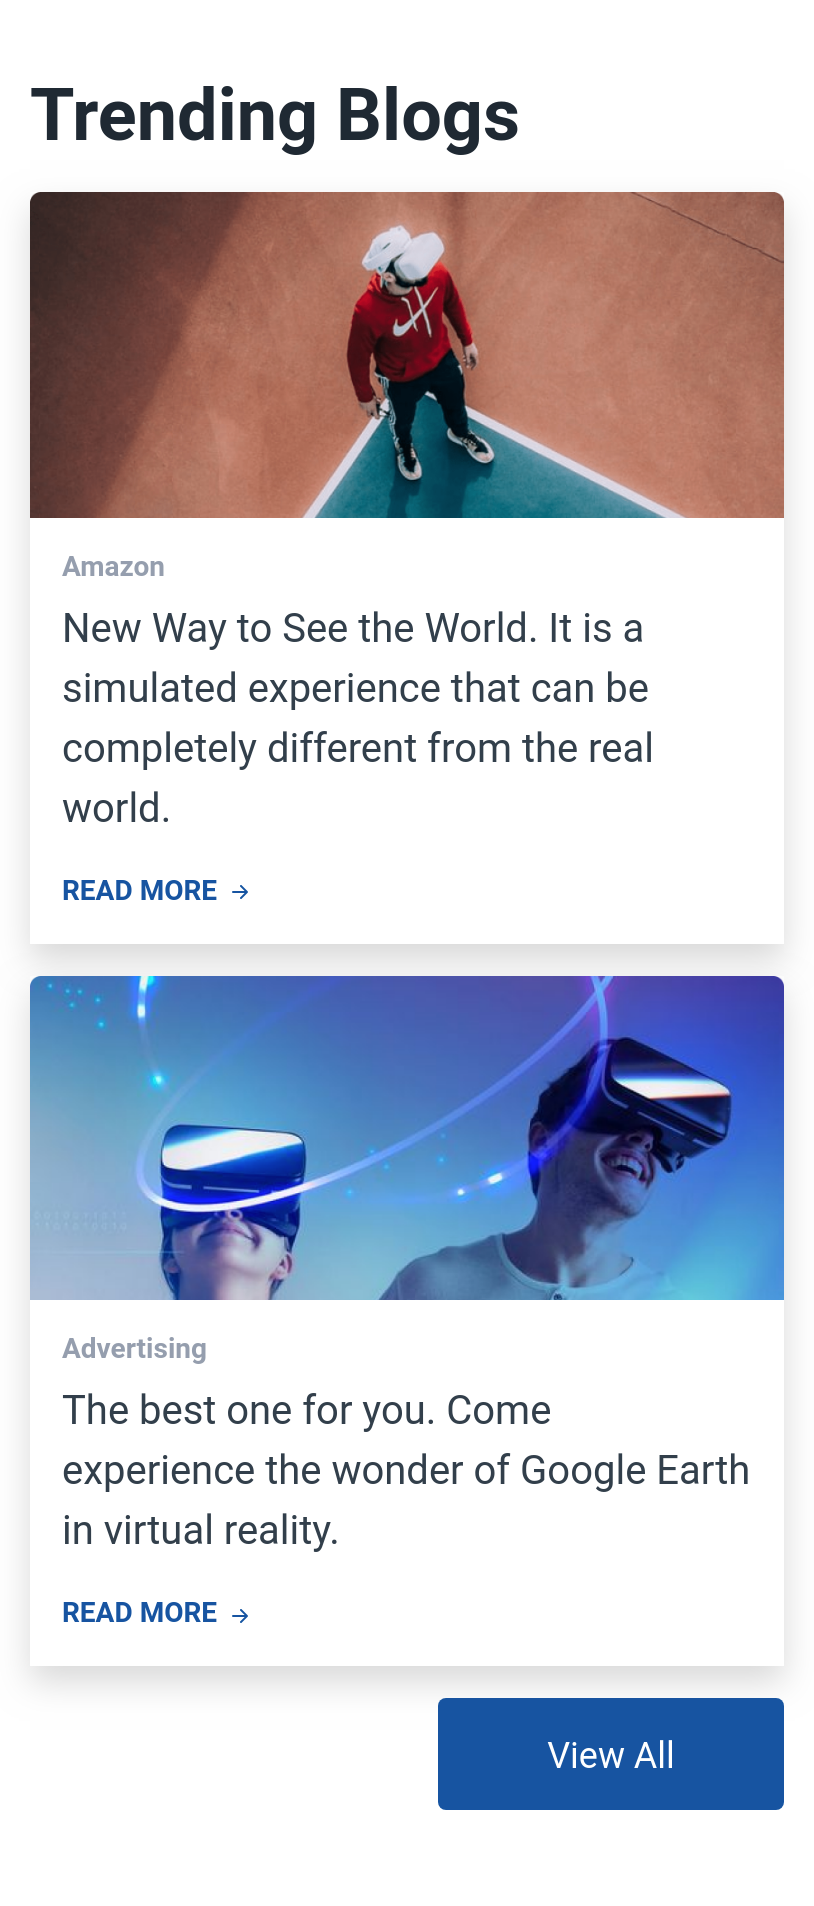 Trending Blogs
Amazon
New Way to See the World. It is a
simulated experience that can be
completely different from the real
world.
READ MORE →
Advertising
The best one for you. Come
experience the wonder of Google Earth
in virtual reality.
READ MORE →
View All